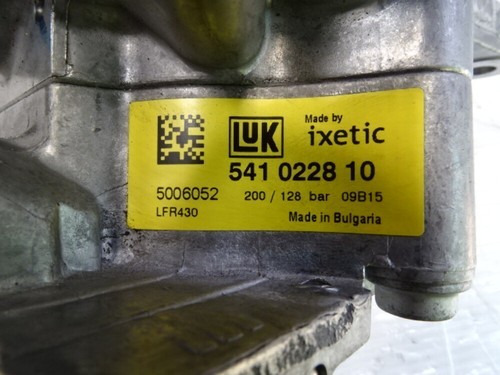 LUK
Made by
ixetic
541 0228 10
5006052
200 / 128 bar 09B15
LFR430
Made in Bulgaria